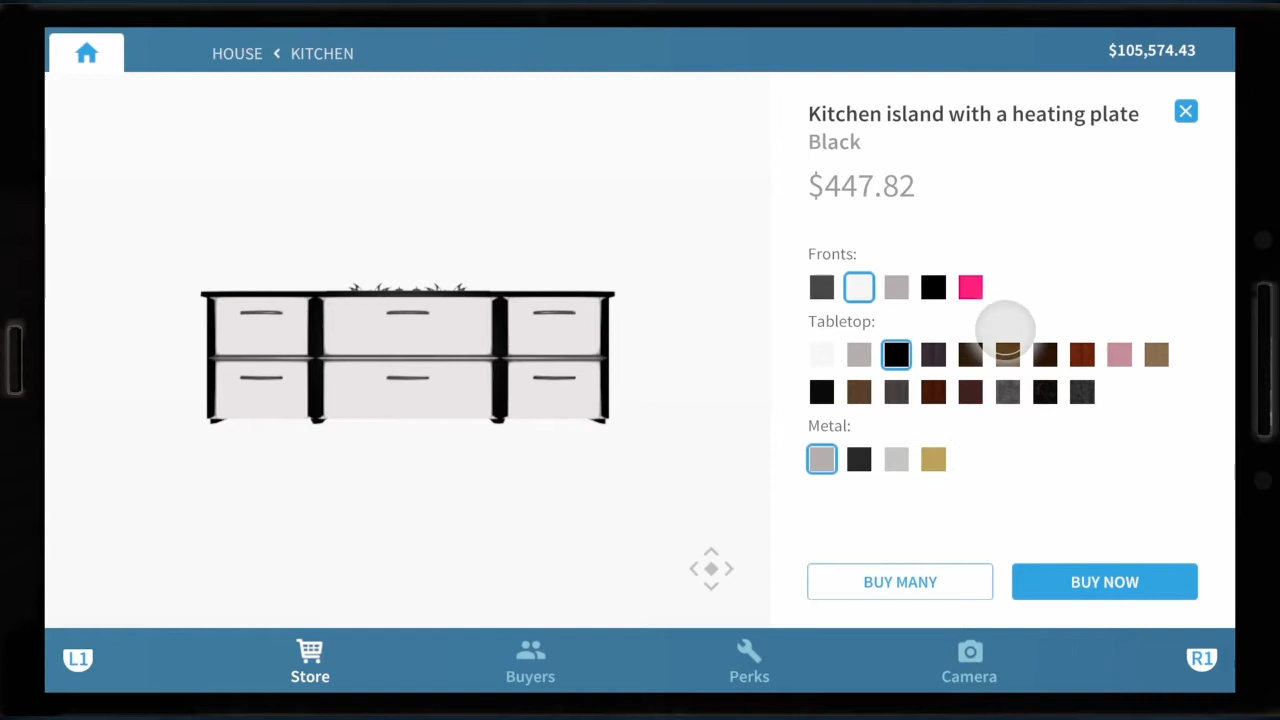 HOUSE < KITCHEN
$105,574.43
Kitchen island with a heating plate
Black
$447.82
Fronts:
Tabletop:
Metal:
BUY MANY
BUY NOW
L1
Store
Buyers
Perks
Camera
R1